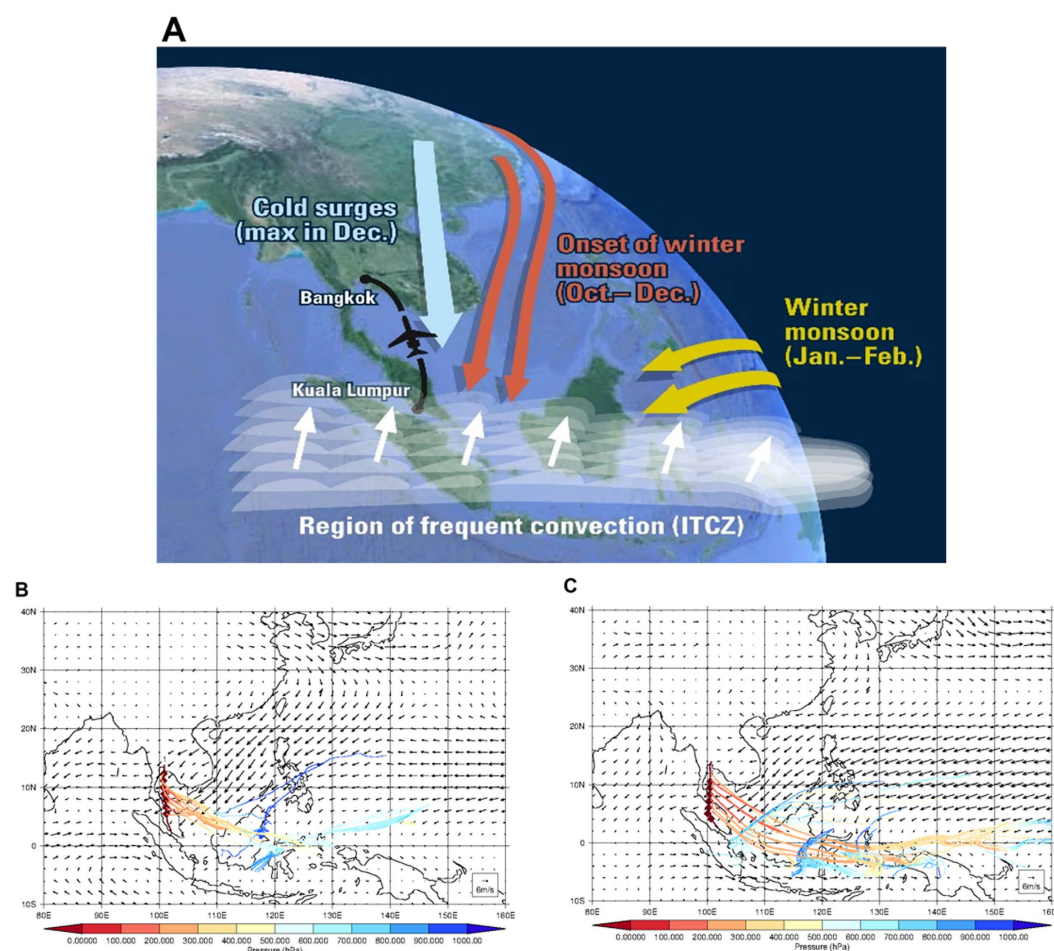 A
Cold surges
(max in Dec.)
Onset of winter
monsoon
(Oct.– Dec.)
Bangkok
Winter
monsoon
(Jan.–Feb.)
Kuala Lumpur
Region of frequent convection (ITCZ)
B
40N
30N
20N
10N
0
10S
80E 90E 100E 110E 120E 130E 140E 150E 160E
6m/s
0.00000 100.000 200.000 300.000 400.000 500.000 600.000 700.000 800.000 900.000 1000.00
Pressure (hPa)
C
40N
30N
20N
10N
0
10S
80E 90E 100E 110E 120E 130E 140E 150E 160E
6m/s
0.00000 100.000 200.000 300.000 400.000 500.000 600.000 700.000 800.000 900.000 1000.00
Pressure (hPa)